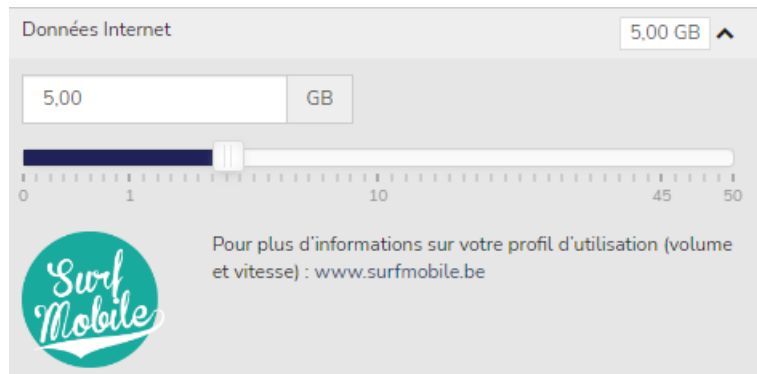 Données Internet
5,00 GB
5,00
GB
0 1 10 45 50
Surf
Mobile
Pour plus d'informations sur votre profil d'utilisation (volume
et vitesse) : www.surfmobile.be